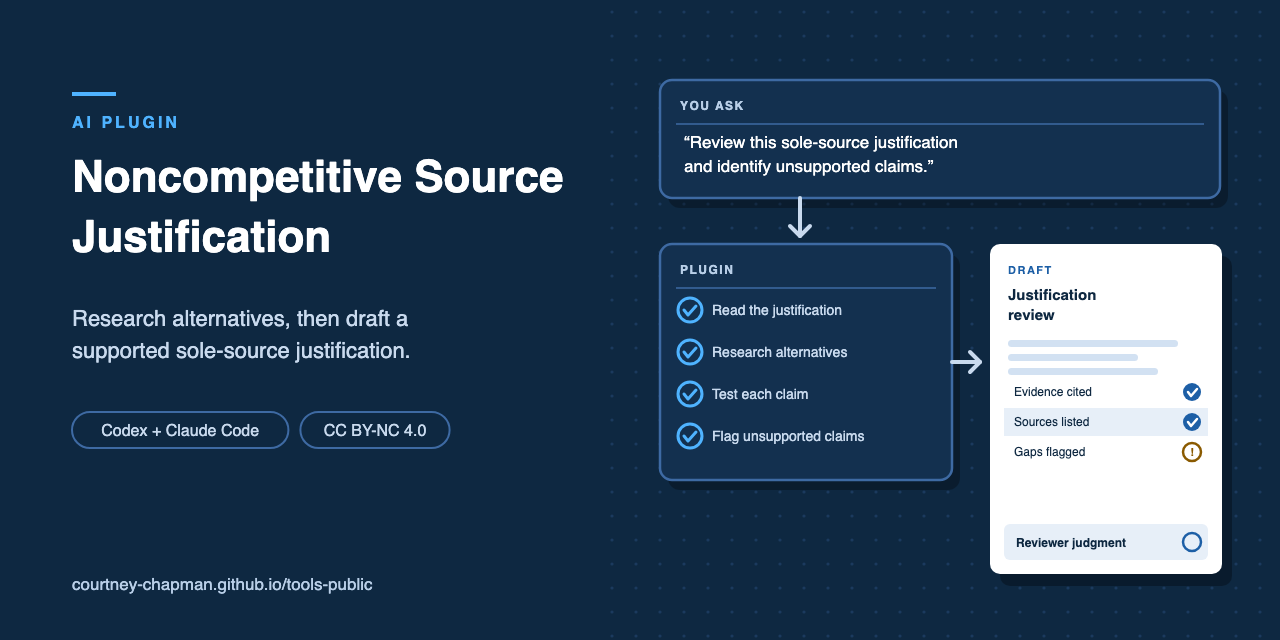 AI PLUGIN
Noncompetitive Source
Justification
Research alternatives, then draft a
supported sole-source justification.
Codex + Claude Code
CC BY-NC 4.0
courtney-chapman.github.io/tools-public
YOU ASK
“Review this sole-source justification
and identify unsupported claims.”
PLUGIN
Read the justification
Research alternatives
Test each claim
Flag unsupported claims
DRAFT
Justification
review
Evidence cited
Sources listed
Gaps flagged
!
Reviewer judgment